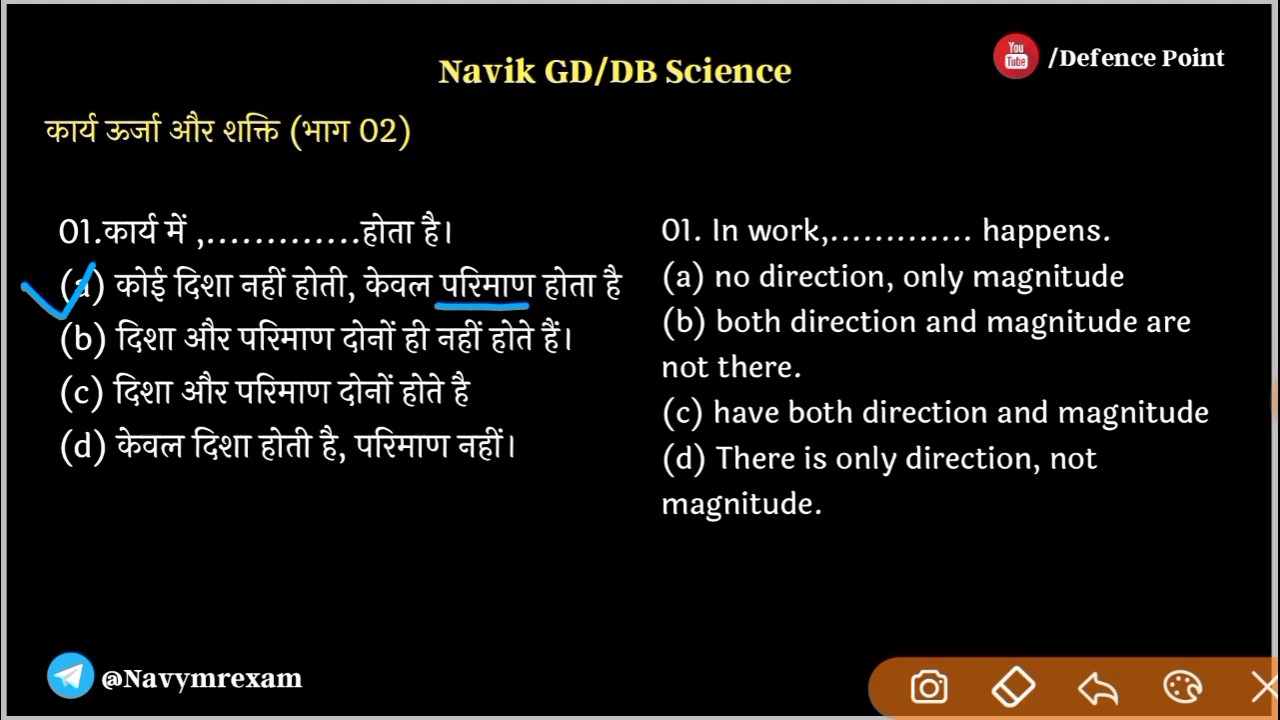 Navik GD/DB Science
You Tube /Defence Point
कार्य ऊर्जा और शक्ति (भाग 02)
01.कार्य में ,.............होता है।
(a) कोई दिशा नहीं होती, केवल परिमाण होता है
(b) दिशा और परिमाण दोनों ही नहीं होते हैं।
(c) दिशा और परिमाण दोनों होते है
(d) केवल दिशा होती है, परिमाण नहीं।
01. In work,............. happens.
(a) no direction, only magnitude
(b) both direction and magnitude are
not there.
(c) have both direction and magnitude
(d) There is only direction, not
magnitude.
@Navymrexam